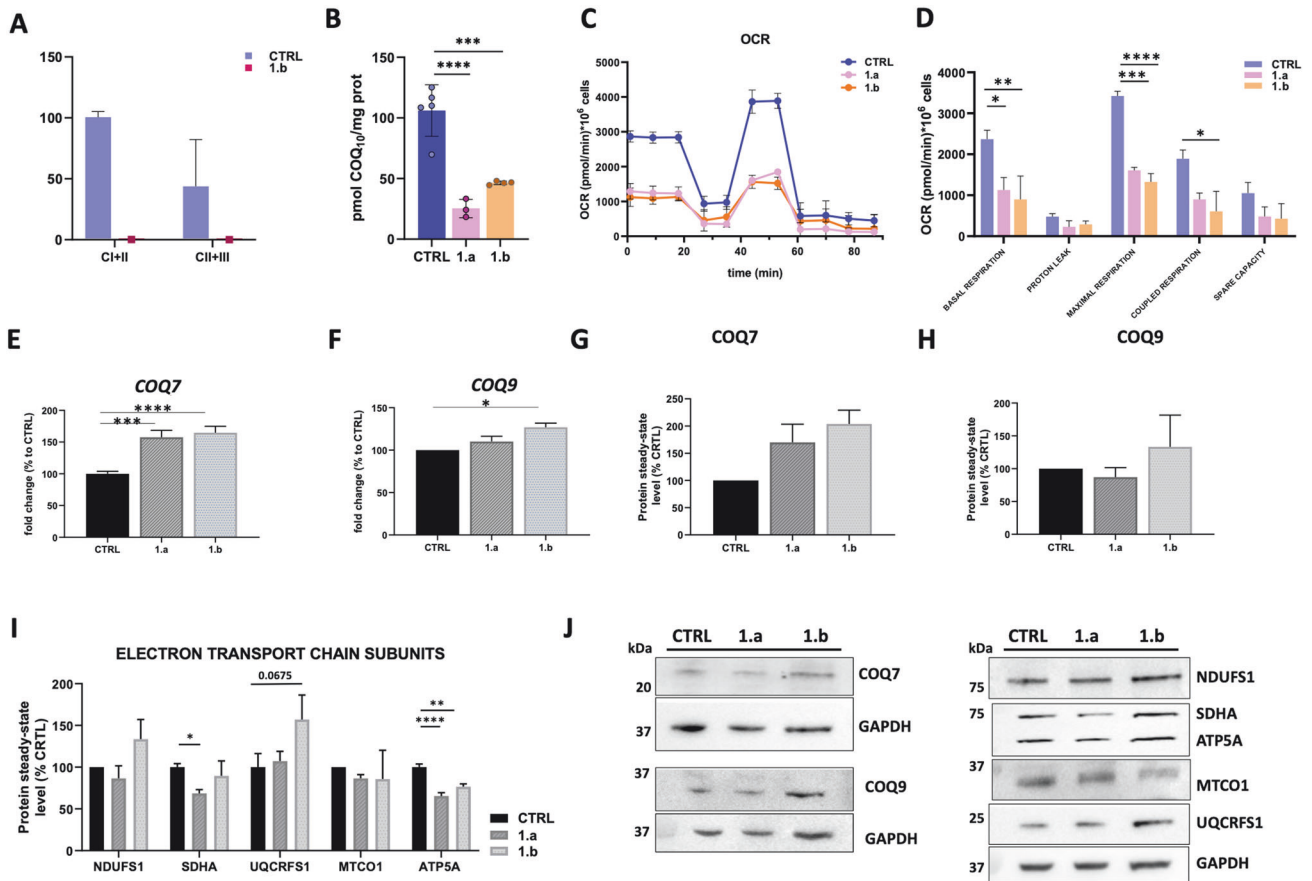 A
CTRL
1.b
150
100
50
0
CI+II
CII+III
B
pmol COQ10/mg prot
150
100
50
0
***
****
CTRL 1.a 1.b
C
OCR
OCR (pmol/min)*10⁶ cells
5000
4000
3000
2000
1000
0
0 20 40 60 80
time (min)
CTRL
1.a
1.b
D
OCR (pmol/min)*10⁶ cells
4000
3000
2000
1000
0
**
*
****
***
*
CTRL
1.a
1.b
BASAL RESPIRATION
PROTON LEAK
MAXIMAL RESPIRATION
COUPLED RESPIRATION
SPARE CAPACITY
E
COQ7
fold change (% to CTRL)
200
150
100
50
0
****
***
CTRL 1.a 1.b
F
COQ9
fold change (% to CTRL)
150
100
50
0
*
CTRL 1.a 1.b
G
COQ7
Protein steady-state
level (% CRTL)
250
200
150
100
50
0
CTRL 1.a 1.b
H
COQ9
Protein steady-state
level (% CRTL)
200
150
100
50
0
CTRL 1.a 1.b
I
ELECTRON TRANSPORT CHAIN SUBUNITS
Protein steady-state
level (% CRTL)
200
150
100
50
0
*
0.0675
**
****
NDUFS1 SDHA UQCRFS1 MTCO1 ATP5A
CTRL
1.a
1.b
J
kDa CTRL 1.a 1.b
20 COQ7
37 GAPDH
37 COQ9
37 GAPDH
kDa CTRL 1.a 1.b
75 NDUFS1
75 SDHA
ATP5A
37 MTCO1
25 UQCRFS1
37 GAPDH